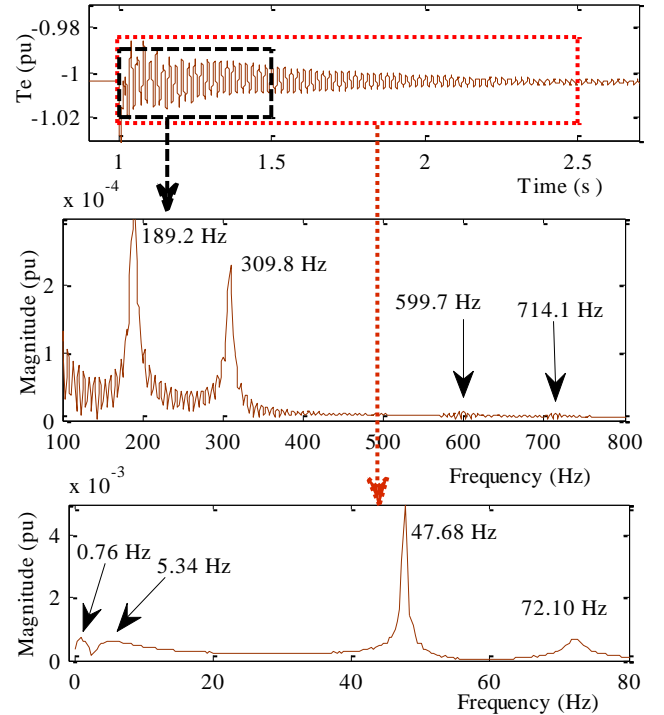 -0.98
-1
-1.02
Te (pu)
1
1.5
2
2.5
Time (s )
x 10⁻⁴
189.2 Hz
309.8 Hz
599.7 Hz
714.1 Hz
2
1
0
Magnitude (pu)
100
200
300
400
500
600
700
800
Frequency (Hz)
x 10⁻³
0.76 Hz
5.34 Hz
47.68 Hz
72.10 Hz
4
2
0
Magnitude (pu)
0
20
40
60
80
Frequency (Hz)